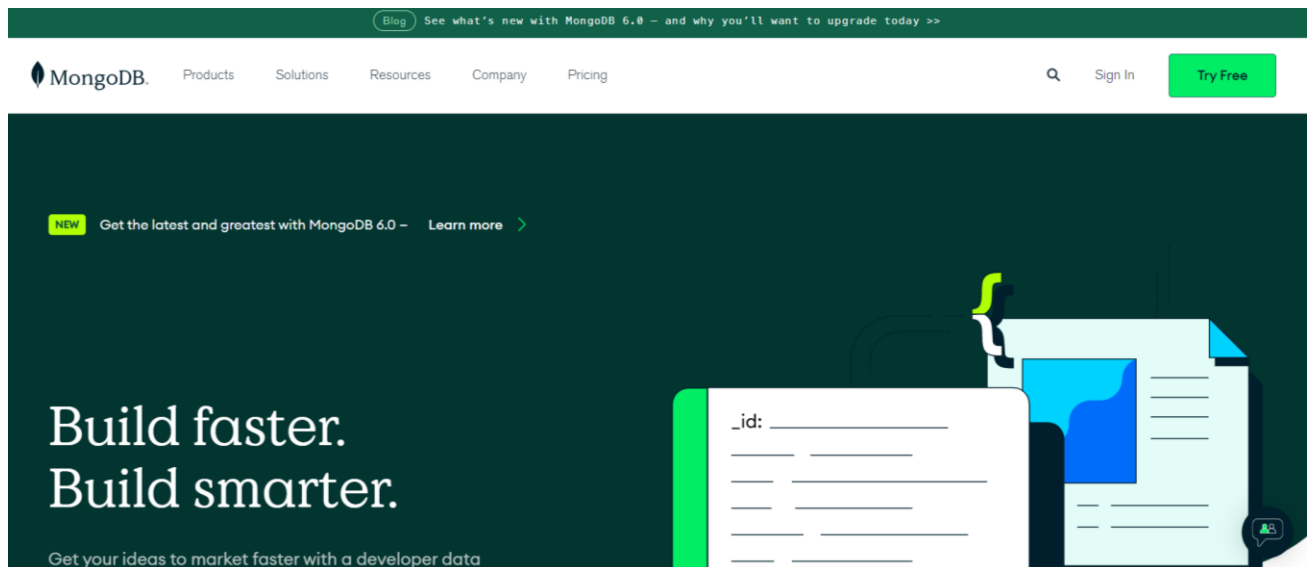 Blog See what's new with MongoDB 6.0 — and why you'll want to upgrade today >>
MongoDB. Products Solutions Resources Company Pricing Sign In Try Free
NEW Get the latest and greatest with MongoDB 6.0 – Learn more
{
_id:
Build faster.
Build smarter.
Get your ideas to market faster with a developer data